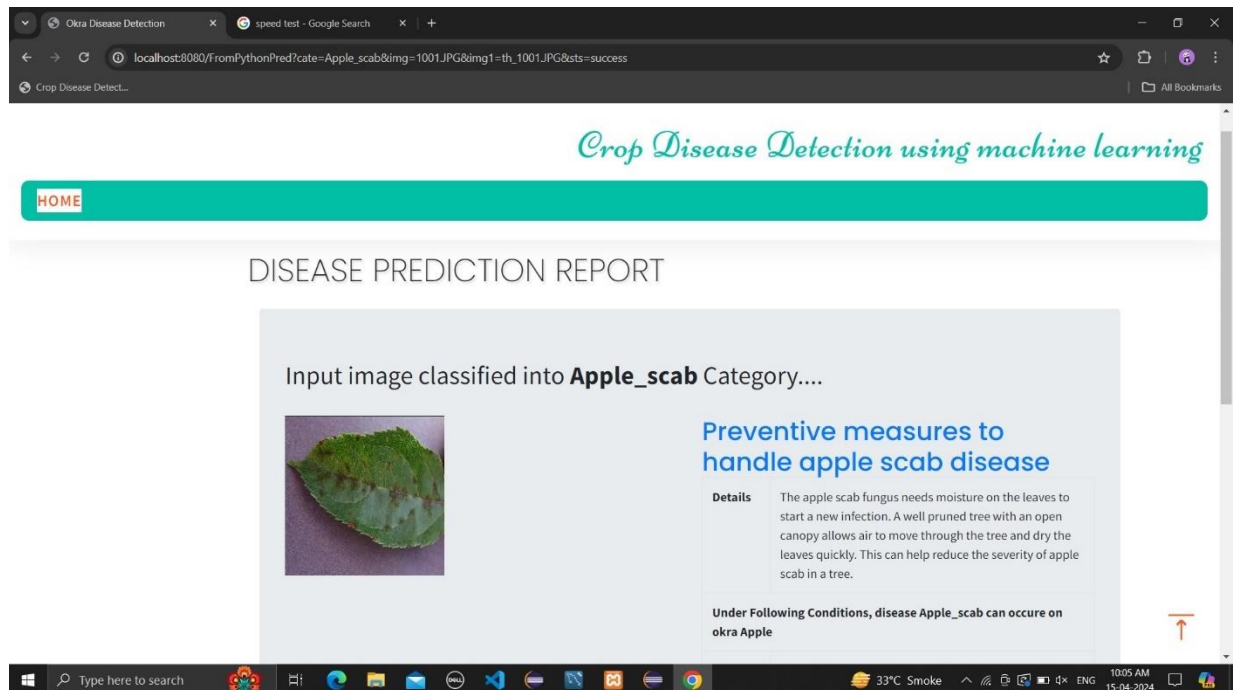 Okra Disease Detection
speed test - Google Search
localhost:8080/FromPythonPred?cate=Apple_scab&img=1001.JPG&img1=th_1001.JPG&sts=success
Crop Disease Detect...
All Bookmarks
Crop Disease Detection using machine learning
HOME
DISEASE PREDICTION REPORT
Input image classified into Apple_scab Category....
Preventive measures to
handle apple scab disease
Details
The apple scab fungus needs moisture on the leaves to
start a new infection. A well pruned tree with an open
canopy allows air to move through the tree and dry the
leaves quickly. This can help reduce the severity of apple
scab in a tree.
Under Following Conditions, disease Apple_scab can occure on
okra Apple
Type here to search
33°C Smoke
ENG
10:05 AM
15-04-2024